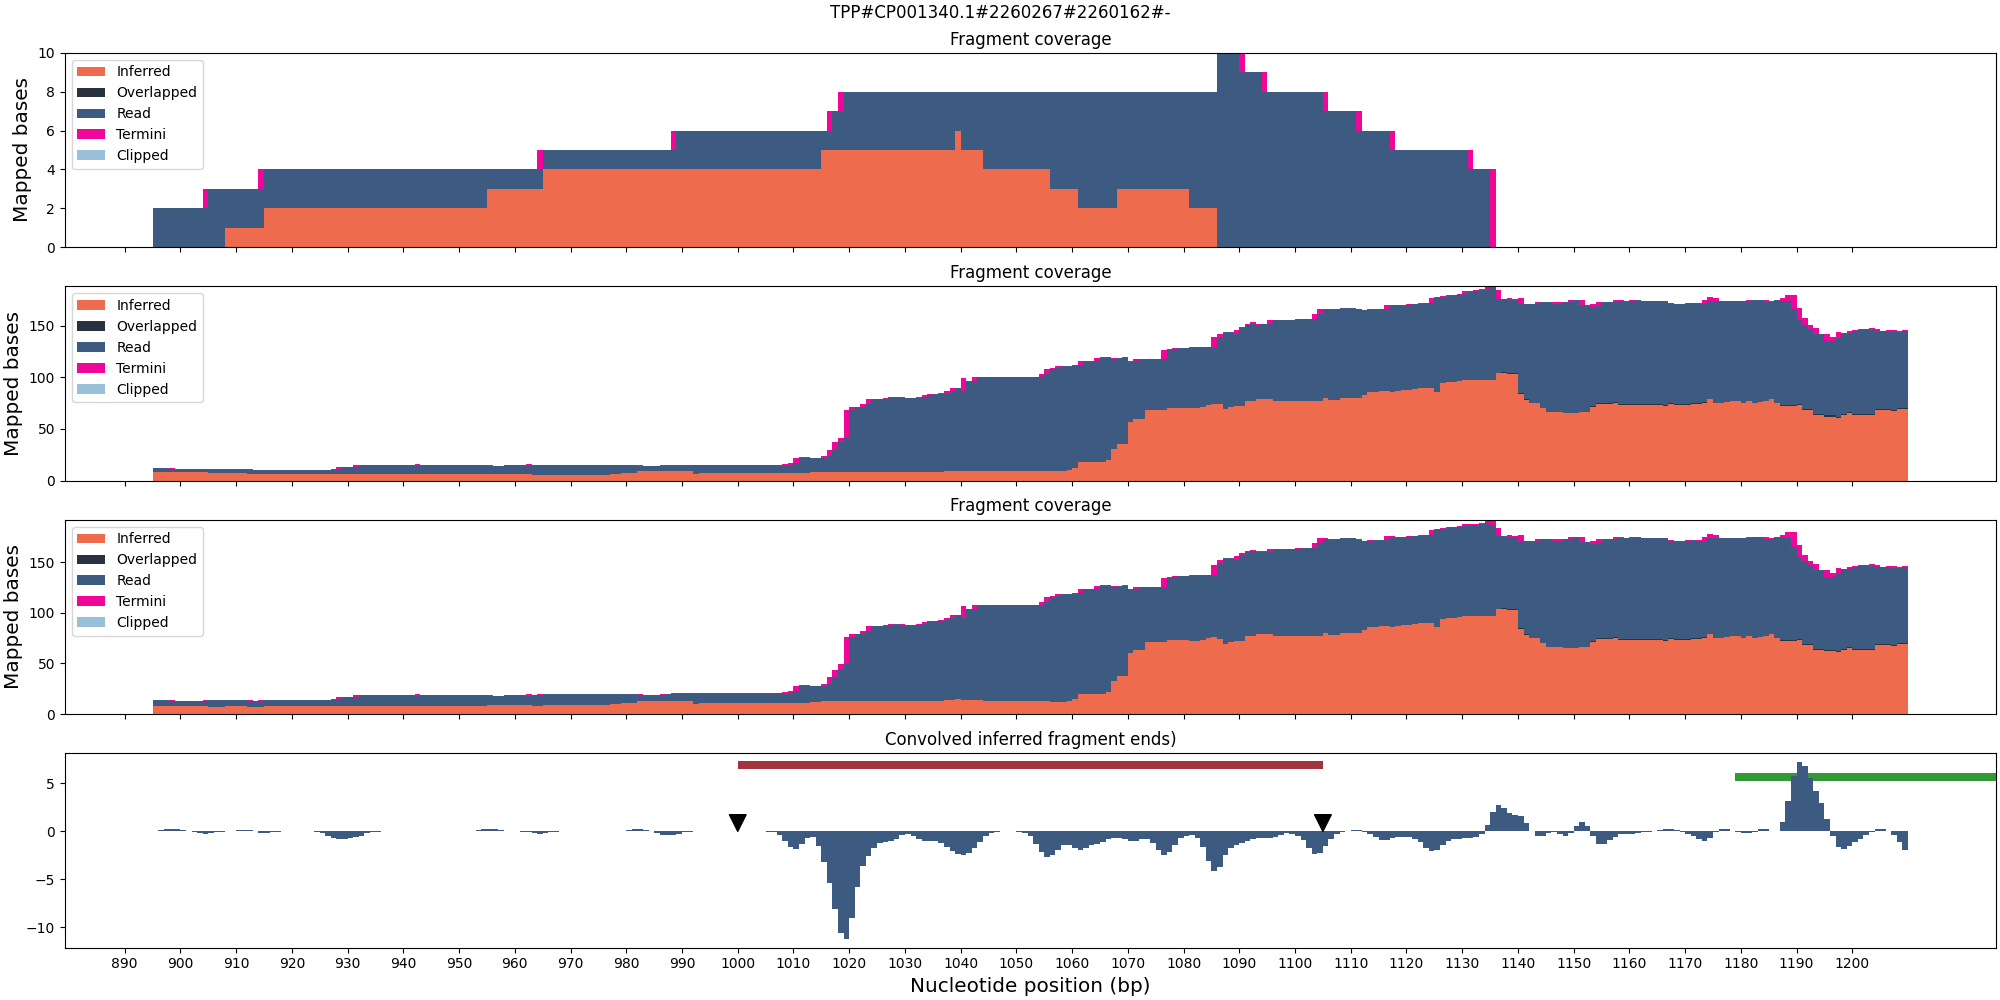 TPP#CP001340.1#2260267#2260162#-
Fragment coverage
Mapped bases
10
8
6
4
2
0
Inferred
Overlapped
Read
Termini
Clipped
Fragment coverage
Mapped bases
150
100
50
0
Inferred
Overlapped
Read
Termini
Clipped
Fragment coverage
Mapped bases
150
100
50
0
Inferred
Overlapped
Read
Termini
Clipped
Convolved inferred fragment ends)
5
0
−5
−10
890 900 910 920 930 940 950 960 970 980 990 1000 1010 1020 1030 1040 1050 1060 1070 1080 1090 1100 1110 1120 1130 1140 1150 1160 1170 1180 1190 1200
Nucleotide position (bp)